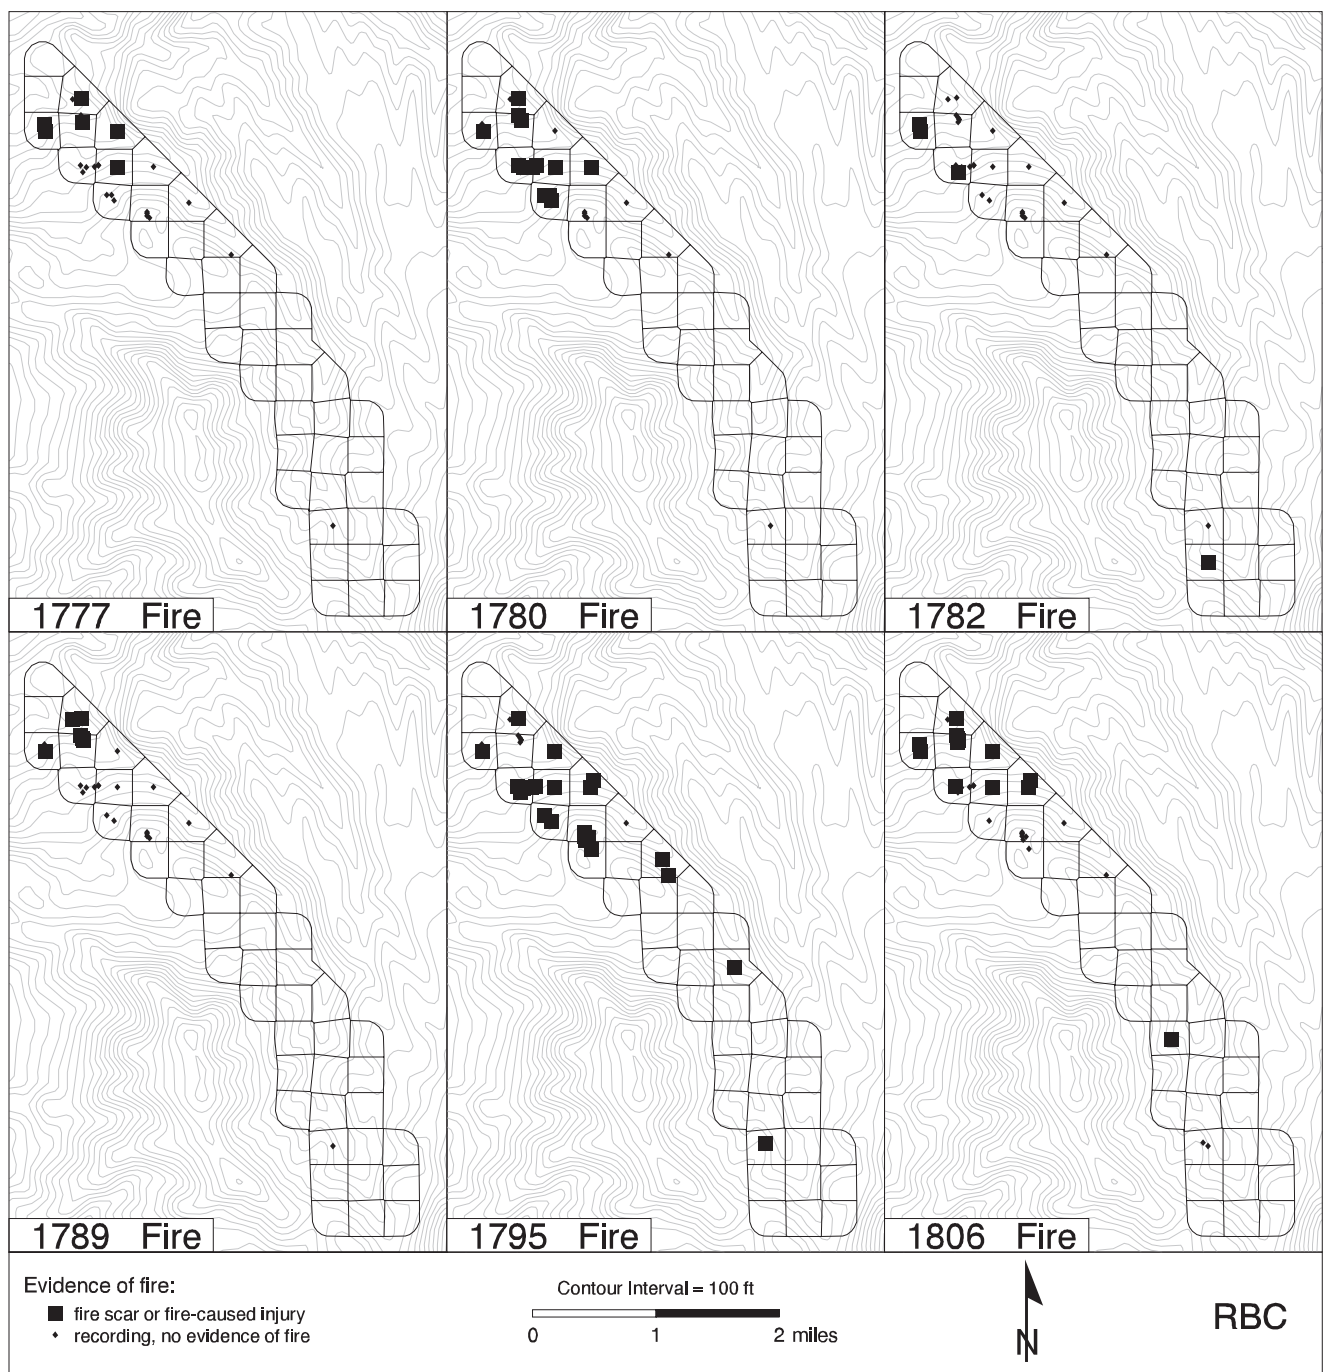 1777 Fire
1780 Fire
1782 Fire
1789 Fire
1795 Fire
1806 Fire
Evidence of fire:
fire scar or fire-caused injury
recording, no evidence of fire
Contour Interval = 100 ft
0 1 2 miles
N
RBC